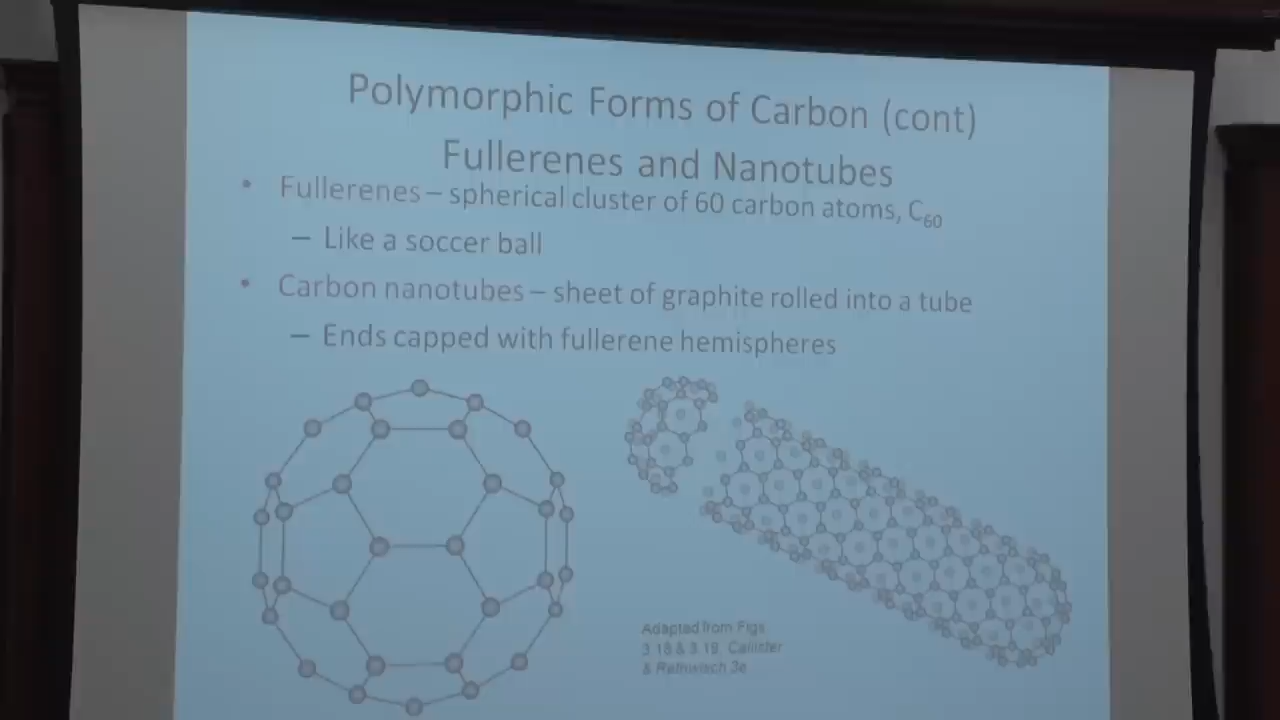 Polymorphic Forms of Carbon (cont)
Fullerenes and Nanotubes
• Fullerenes – spherical cluster of 60 carbon atoms, C₆₀
– Like a soccer ball
• Carbon nanotubes – sheet of graphite rolled into a tube
– Ends capped with fullerene hemispheres
Adapted from Figs
3.18 & 3.19, Callister
& Rethwisch 3e